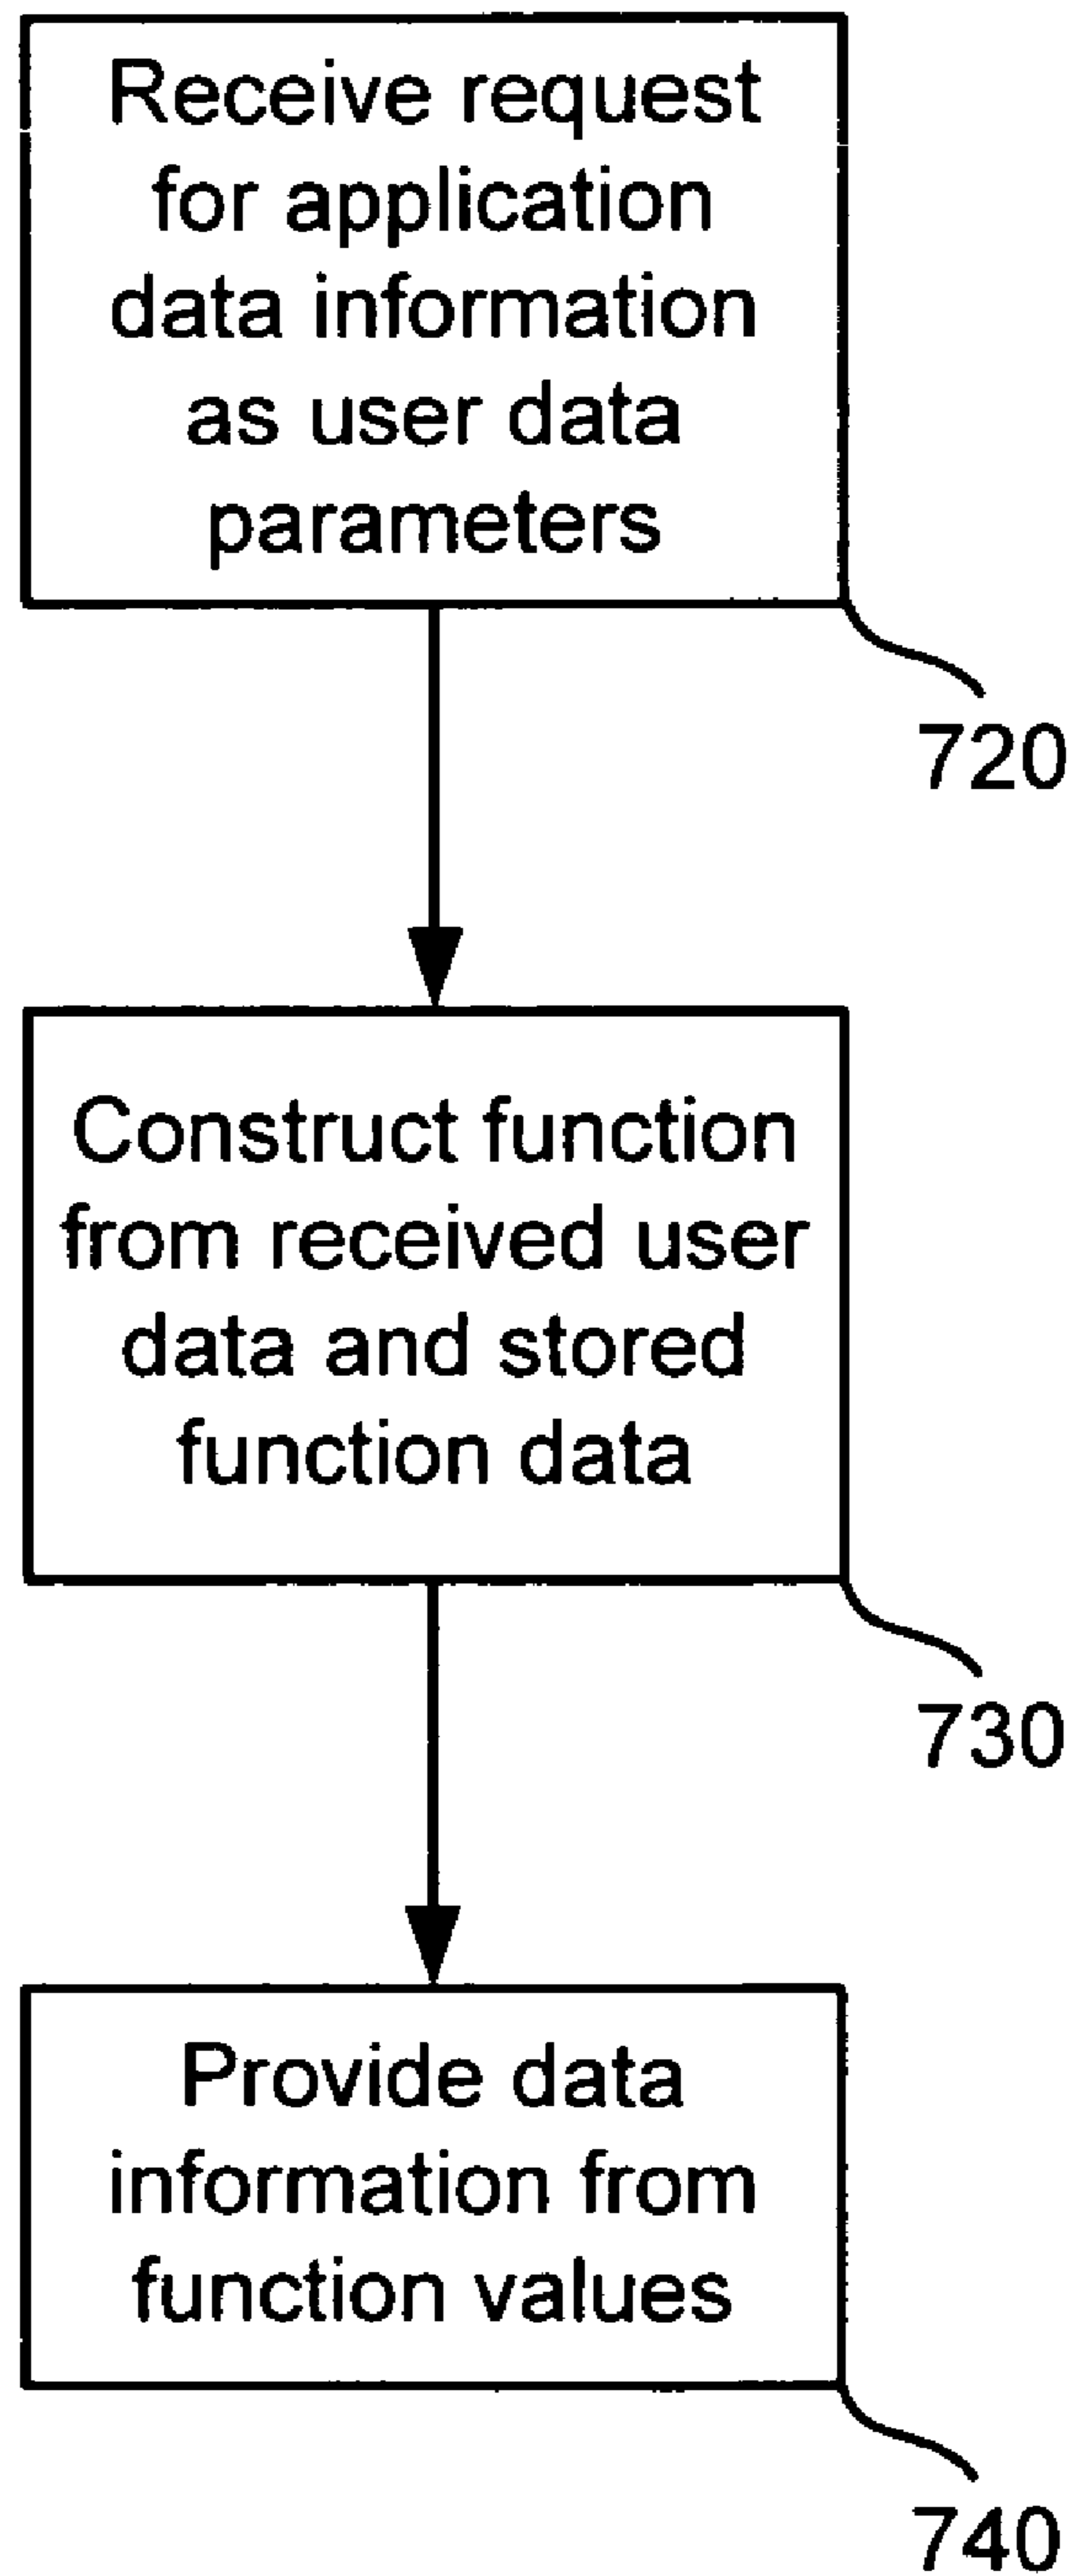 Receive request
for application
data information
as user data
parameters
720
Construct function
from received user
data and stored
function data
730
Provide data
information from
function values
740